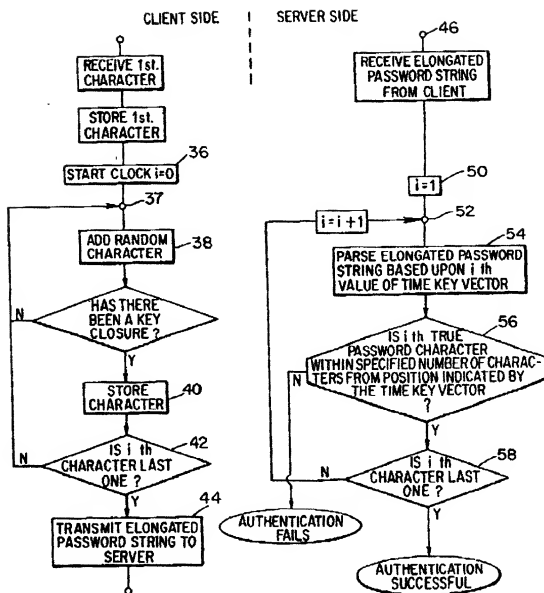 CLIENT SIDE
SERVER SIDE
RECEIVE 1st.
CHARACTER
STORE 1st.
CHARACTER
36
START CLOCK i=0
37
ADD RANDOM
CHARACTER
38
HAS THERE
BEEN A KEY
CLOSURE ?
N
Y
40
STORE
CHARACTER
42
IS i th
CHARACTER LAST
ONE ?
N
Y
44
TRANSMIT ELONGATED
PASSWORD STRING TO
SERVER
46
RECEIVE ELONGATED
PASSWORD STRING
FROM CLIENT
50
i=1
i=i+1
52
54
PARSE ELONGATED PASSWORD
STRING BASED UPON i th
VALUE OF TIME KEY VECTOR
56
IS i th TRUE
PASSWORD CHARACTER
WITHIN SPECIFIED NUMBER OF CHARAC-
TERS FROM POSITION INDICATED BY
THE TIME KEY VECTOR
?
N
Y
58
IS i th
CHARACTER LAST
ONE ?
N
Y
AUTHENTICATION
FAILS
AUTHENTICATION
SUCCESSFUL